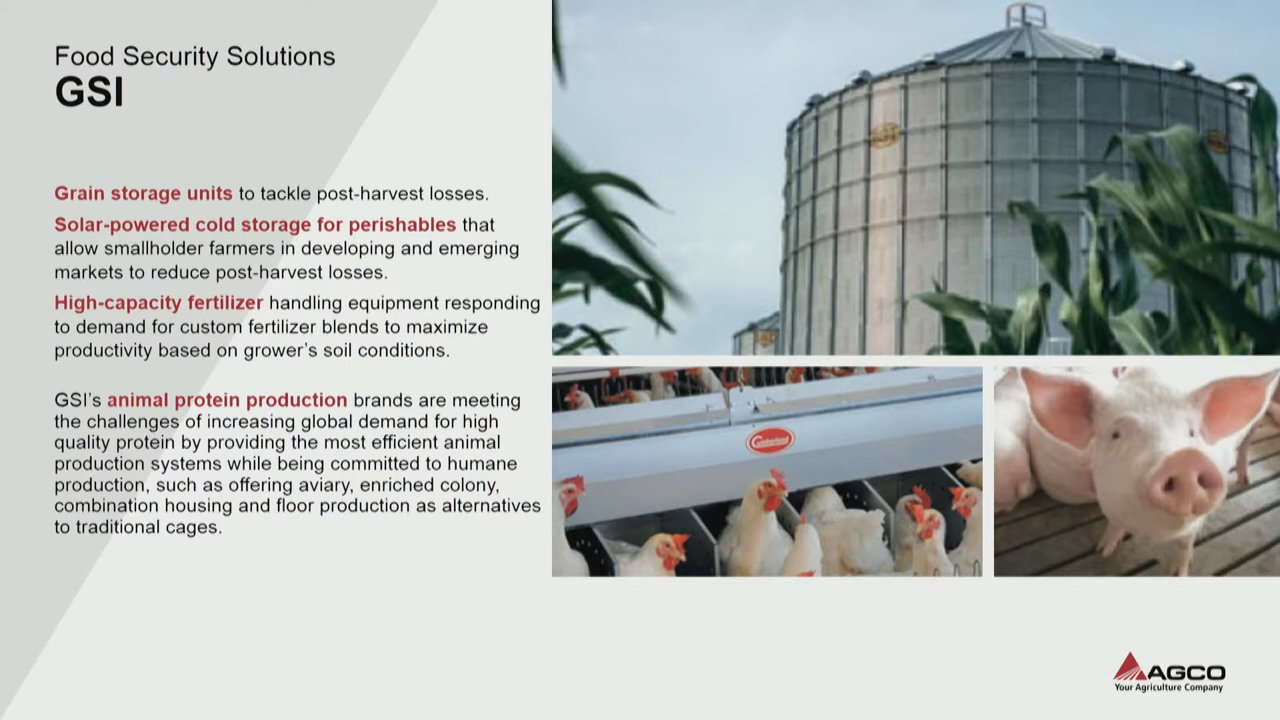 Food Security Solutions
GSI
Grain storage units to tackle post-harvest losses.
Solar-powered cold storage for perishables that
allow smallholder farmers in developing and emerging
markets to reduce post-harvest losses.
High-capacity fertilizer handling equipment responding
to demand for custom fertilizer blends to maximize
productivity based on grower’s soil conditions.
GSI’s animal protein production brands are meeting
the challenges of increasing global demand for high
quality protein by providing the most efficient animal
production systems while being committed to humane
production, such as offering aviary, enriched colony,
combination housing and floor production as alternatives
to traditional cages.
Cumberland
AGCO
Your Agriculture Company